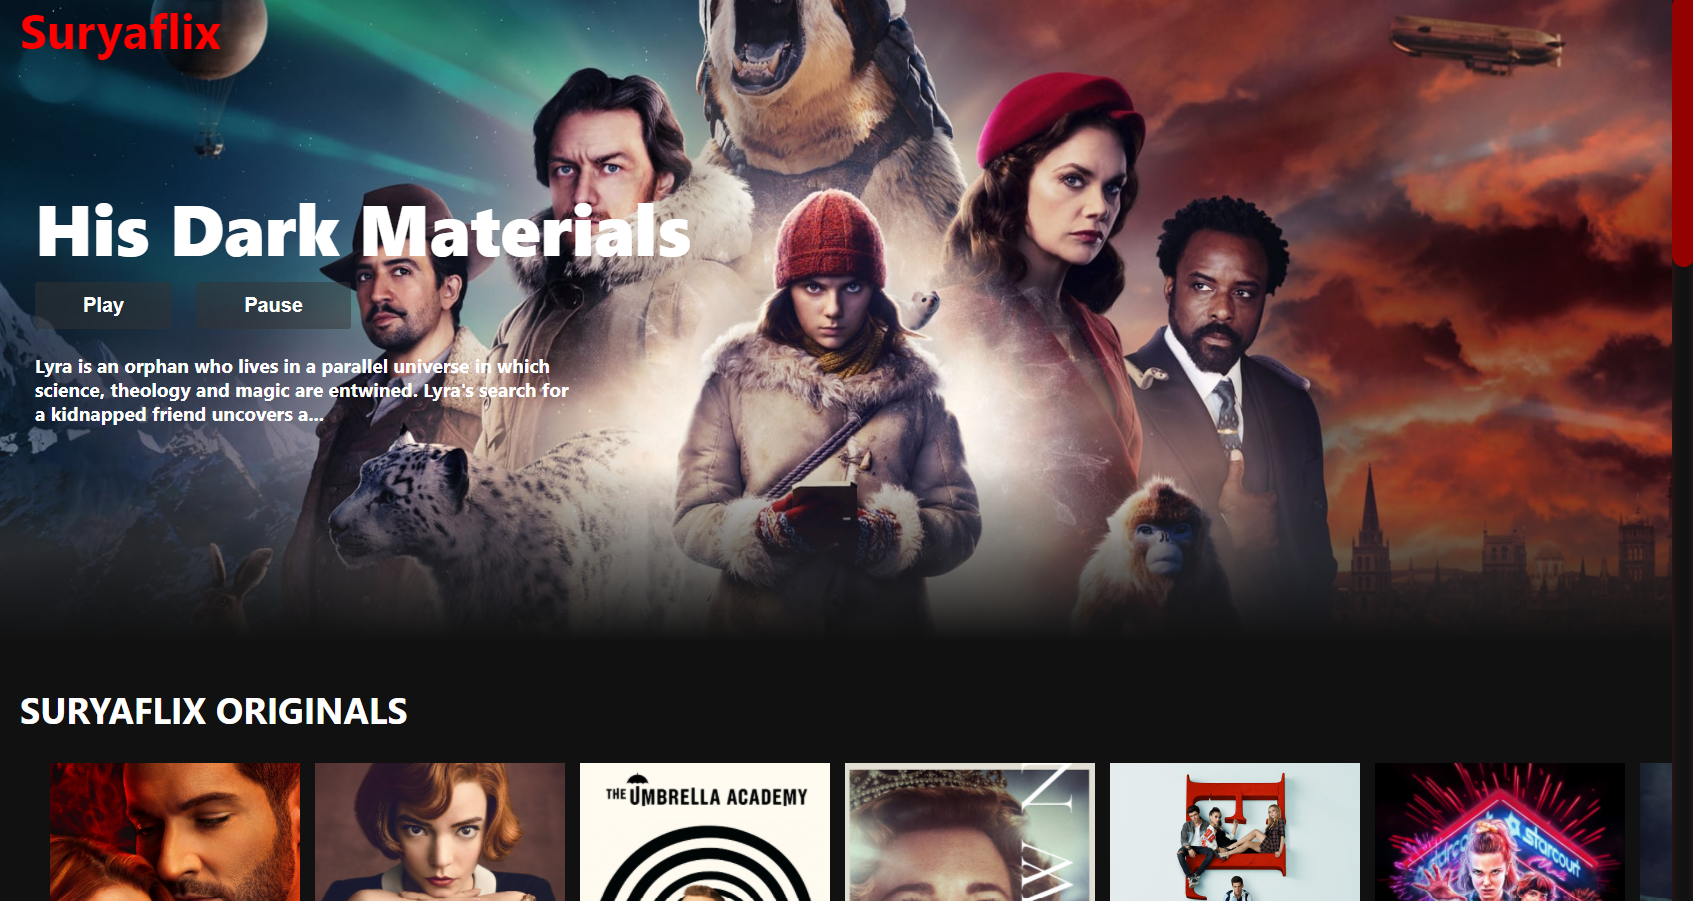 Suryaflix
His Dark Materials
Play
Pause
Lyra is an orphan who lives in a parallel universe in which
science, theology and magic are entwined. Lyra's search for
a kidnapped friend uncovers a...
SURYAFLIX ORIGINALS
THE UMBRELLA ACADEMY
N
W
E
starcourt